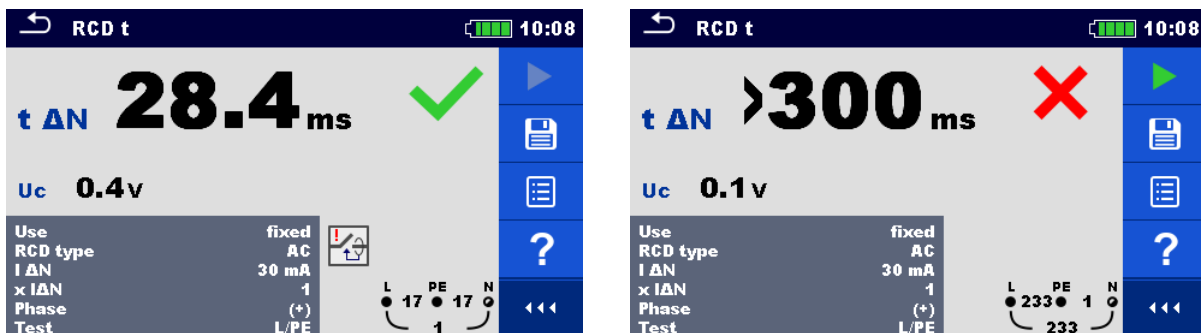 RCD t 10:08
t ΔN 28.4 ms
Uc 0.4 v
Use fixed
RCD type AC
I ΔN 30 mA
x IΔN 1
Phase (+)
Test L/PE
!
L PE N
17 17
1
?
RCD t 10:08
t ΔN >300 ms
Uc 0.1 v
Use fixed
RCD type AC
I ΔN 30 mA
x IΔN 1
Phase (+)
Test L/PE
L PE N
233 1
233
?